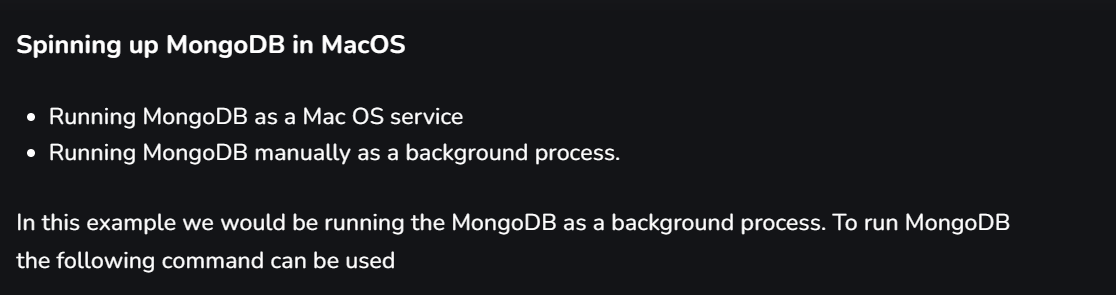 Spinning up MongoDB in MacOS
• Running MongoDB as a Mac OS service
• Running MongoDB manually as a background process.
In this example we would be running the MongoDB as a background process. To run MongoDB
the following command can be used